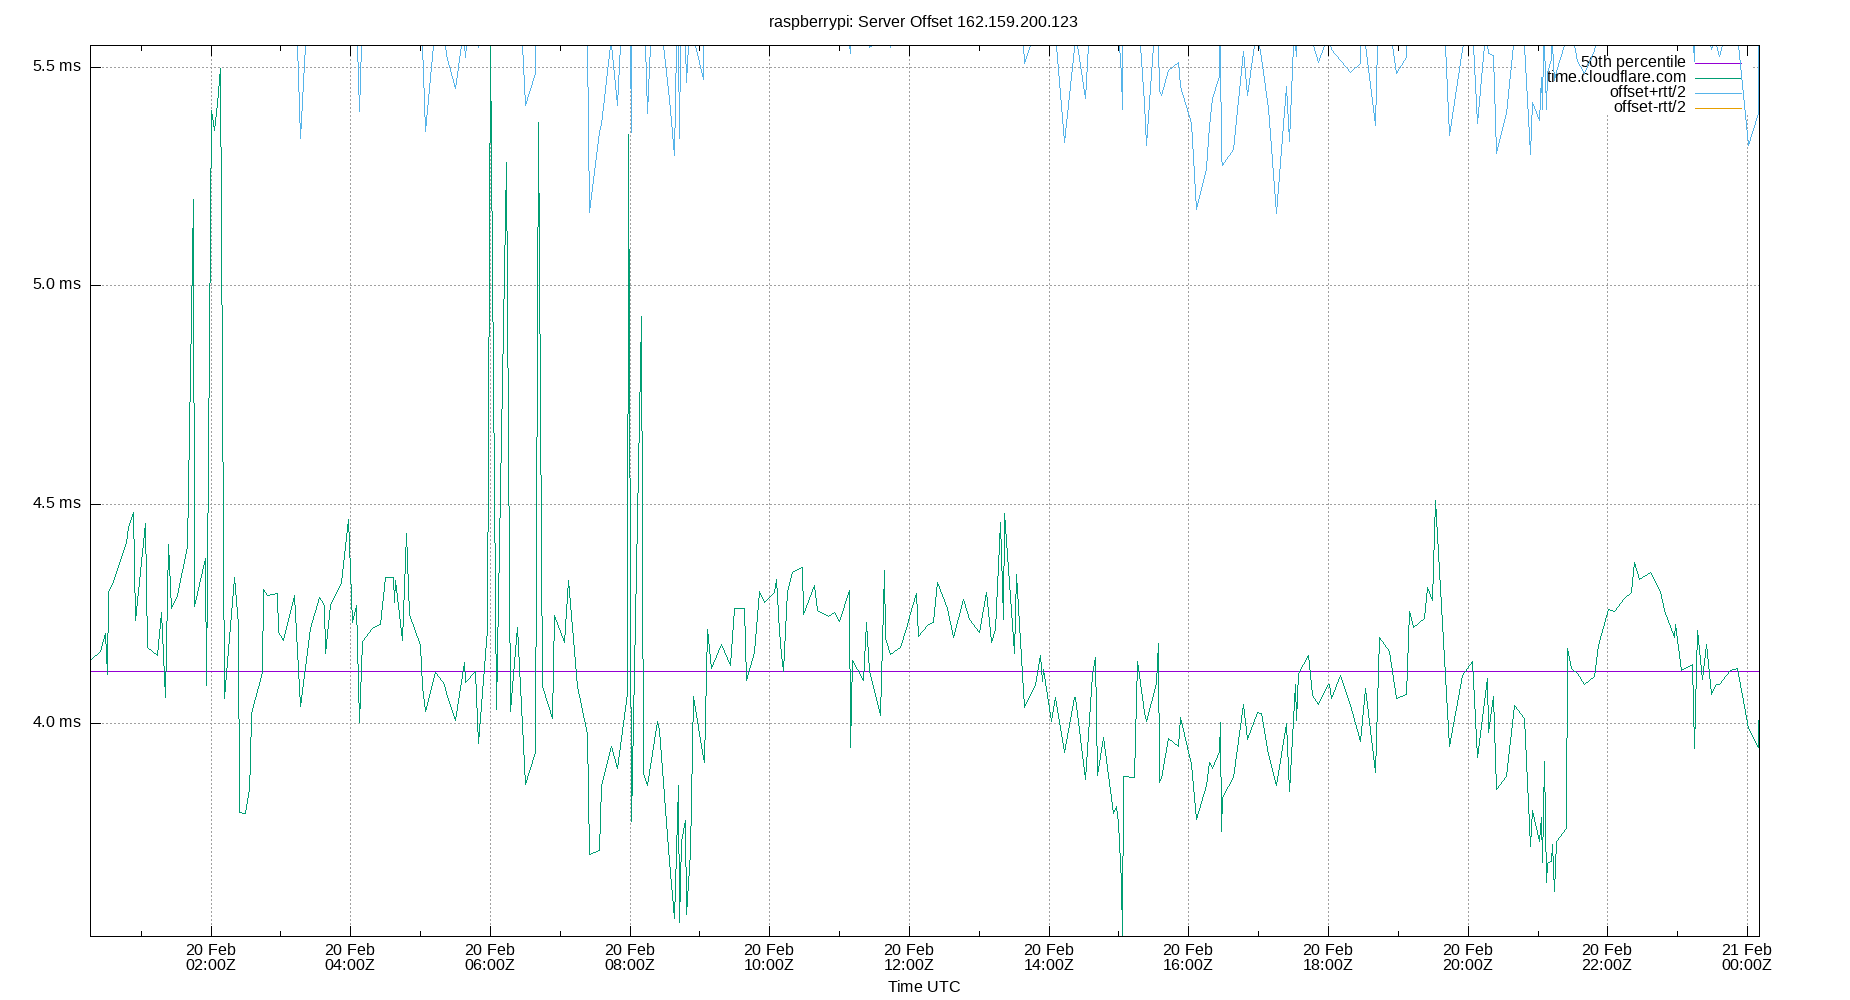 raspberrypi: Server Offset 162.159.200.123
5.5 ms
5.0 ms
4.5 ms
4.0 ms
50th percentile
time.cloudflare.com
offset+rtt/2
offset-rtt/2
20 Feb
02:00Z
20 Feb
04:00Z
20 Feb
06:00Z
20 Feb
08:00Z
20 Feb
10:00Z
20 Feb
12:00Z
20 Feb
14:00Z
20 Feb
16:00Z
20 Feb
18:00Z
20 Feb
20:00Z
20 Feb
22:00Z
21 Feb
00:00Z
Time UTC